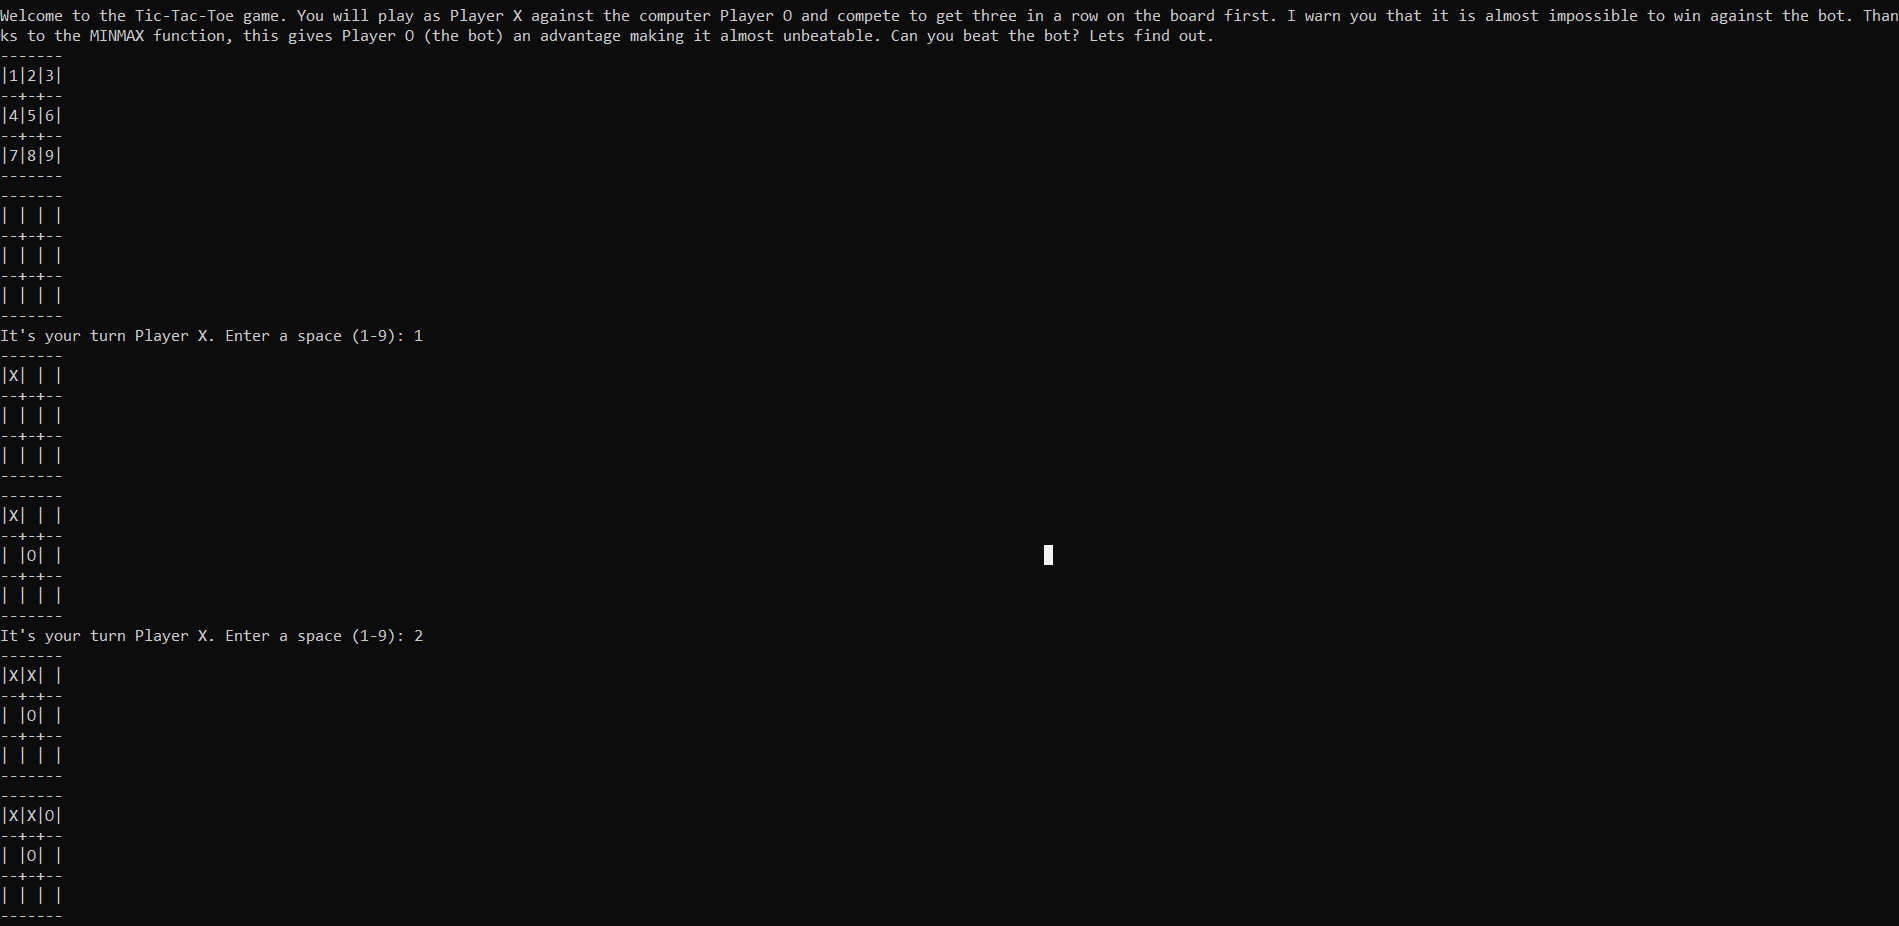 Welcome to the Tic-Tac-Toe game. You will play as Player X against the computer Player O and compete to get three in a row on the board first. I warn you that it is almost impossible to win against the bot. Than
ks to the MINMAX function, this gives Player O (the bot) an advantage making it almost unbeatable. Can you beat the bot? Lets find out.
-------
|1|2|3|
--+-+--
|4|5|6|
--+-+--
|7|8|9|
-------
-------
| | | |
--+-+--
| | | |
--+-+--
| | | |
-------
It's your turn Player X. Enter a space (1-9): 1
-------
|X| | |
--+-+--
| | | |
--+-+--
| | | |
-------
-------
|X| | |
--+-+--
| |O| |
--+-+--
| | | |
-------
It's your turn Player X. Enter a space (1-9): 2
-------
|X|X| |
--+-+--
| |O| |
--+-+--
| | | |
-------
-------
|X|X|O|
--+-+--
| |O| |
--+-+--
| | | |
-------